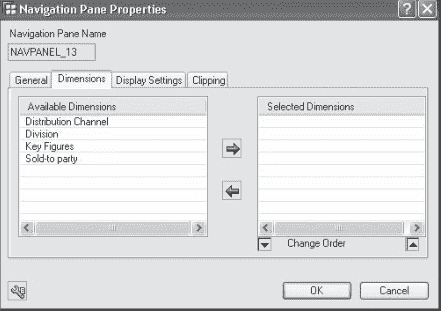 Navigation Pane Properties
Navigation Pane Name
NAVPANEL_13
General Dimensions Display Settings Clipping
Available Dimensions Selected Dimensions
Distribution Channel
Division
Key Figures
Sold-to party
Change Order
OK Cancel